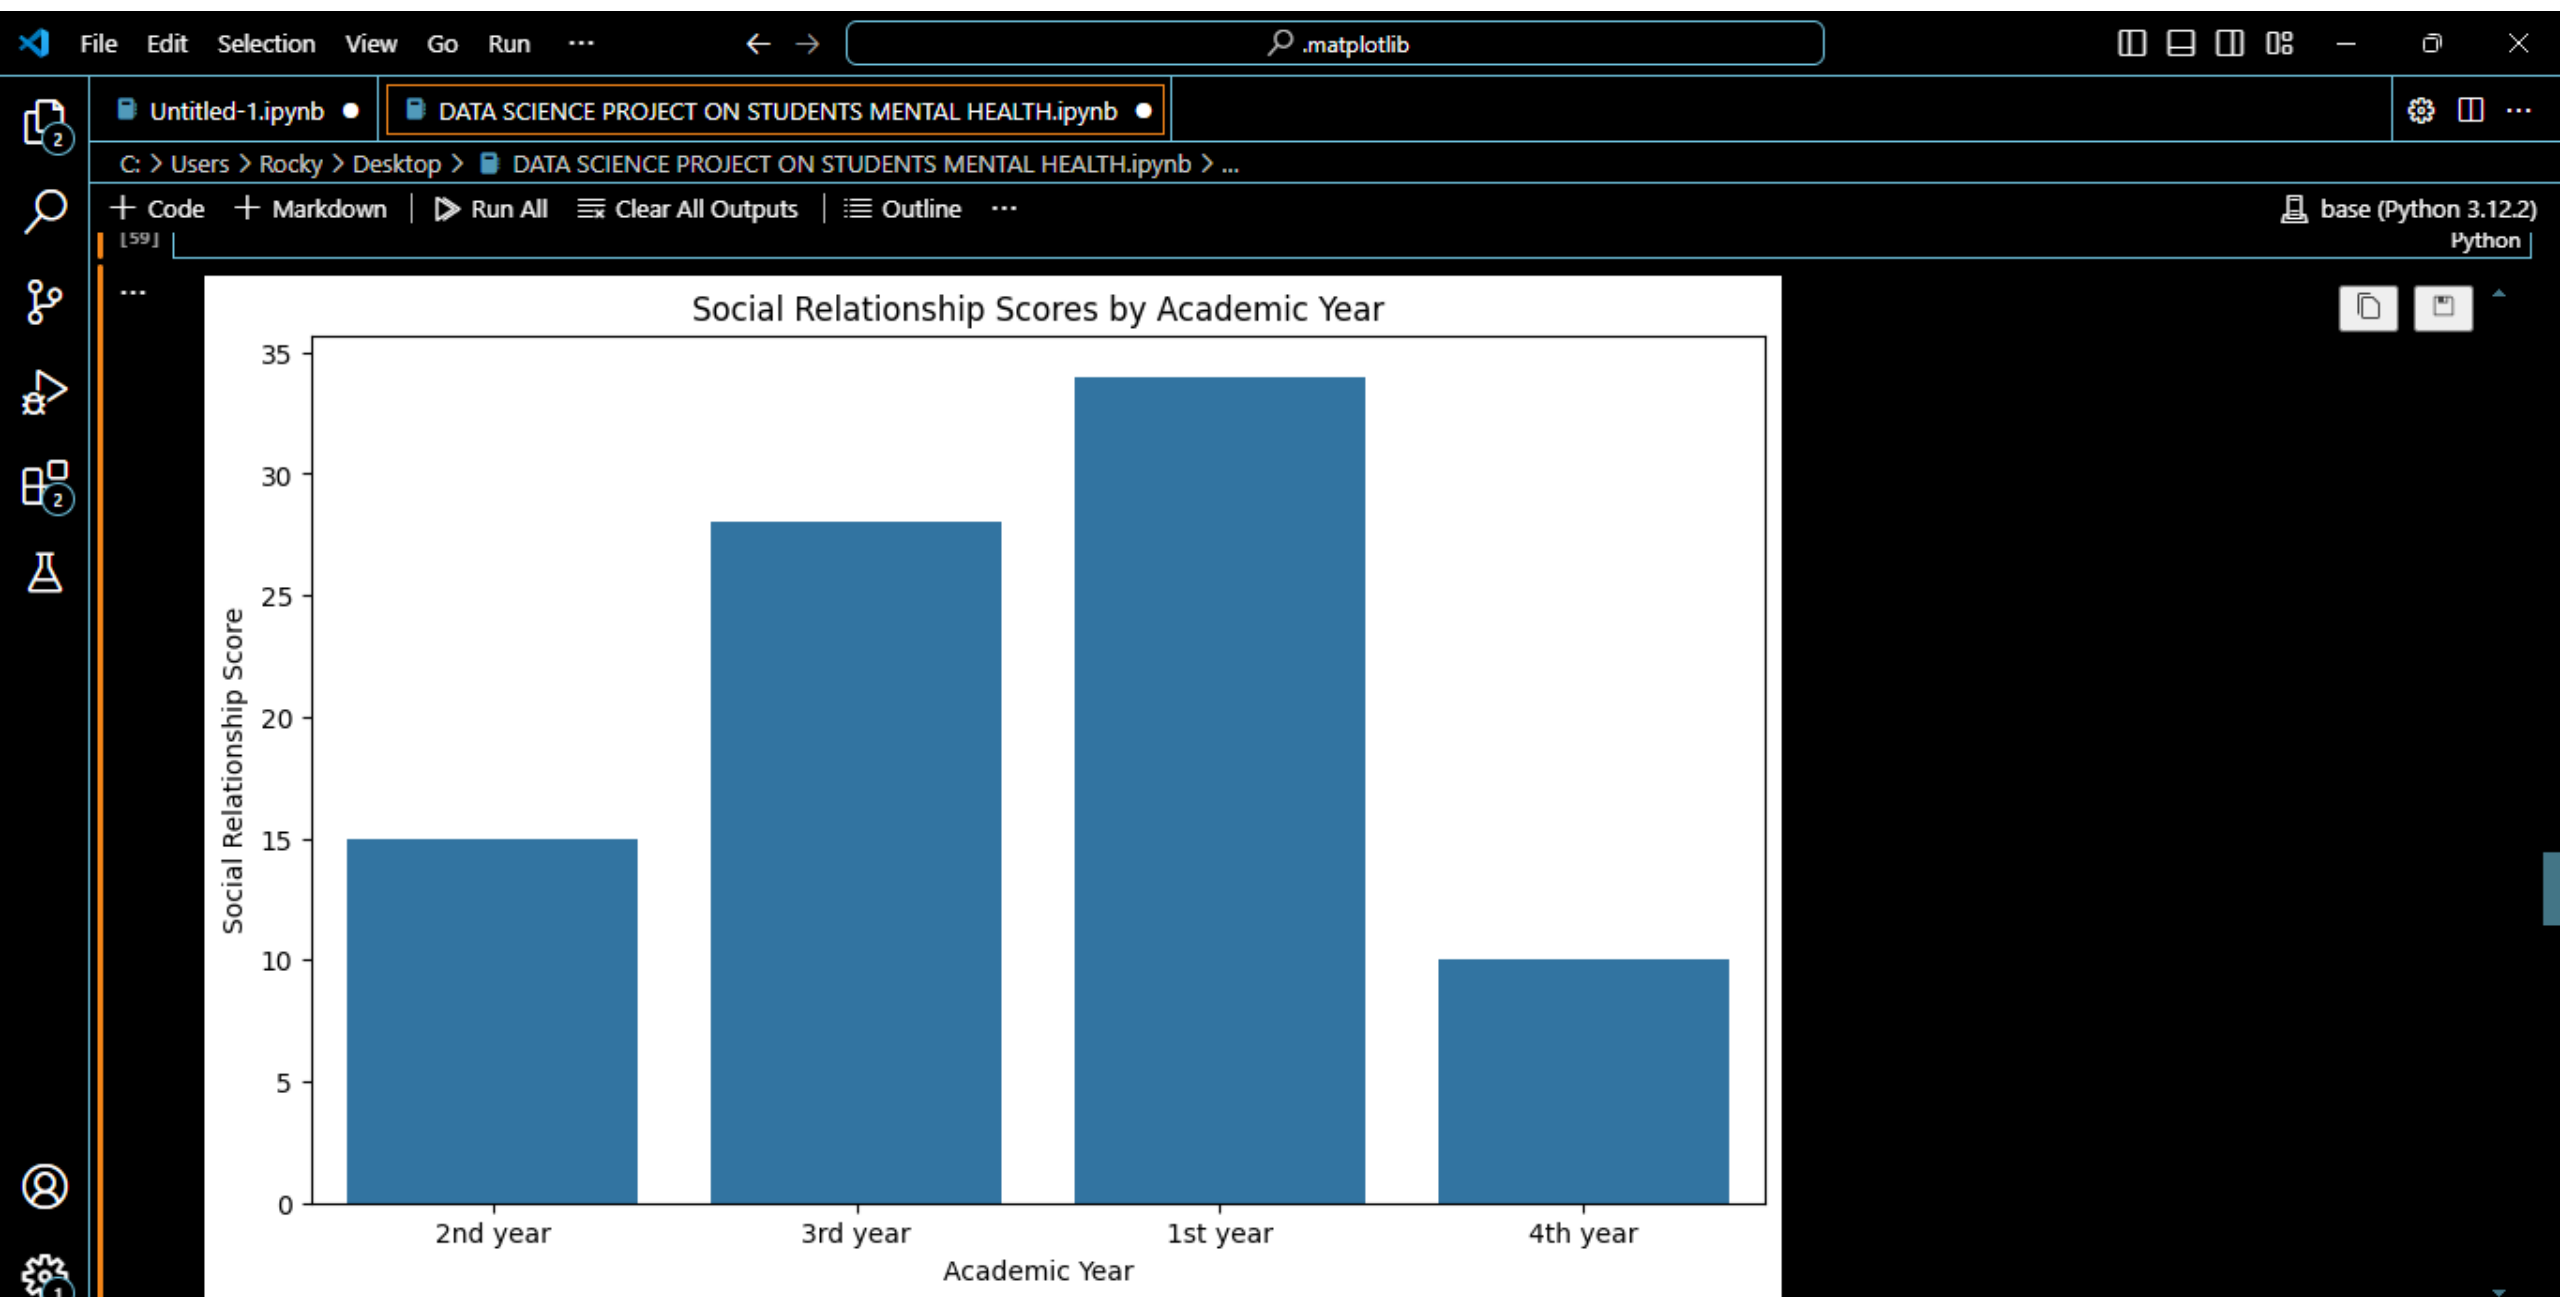 File Edit Selection View Go Run ··· .matplotlib
Untitled-1.ipynb DATA SCIENCE PROJECT ON STUDENTS MENTAL HEALTH.ipynb
C: > Users > Rocky > Desktop > DATA SCIENCE PROJECT ON STUDENTS MENTAL HEALTH.ipynb > ...
+ Code + Markdown Run All Clear All Outputs Outline ··· base (Python 3.12.2)
[59] Python
Social Relationship Scores by Academic Year
35
30
25
20
15
10
5
0
Social Relationship Score
2nd year 3rd year 1st year 4th year
Academic Year
2
2
1